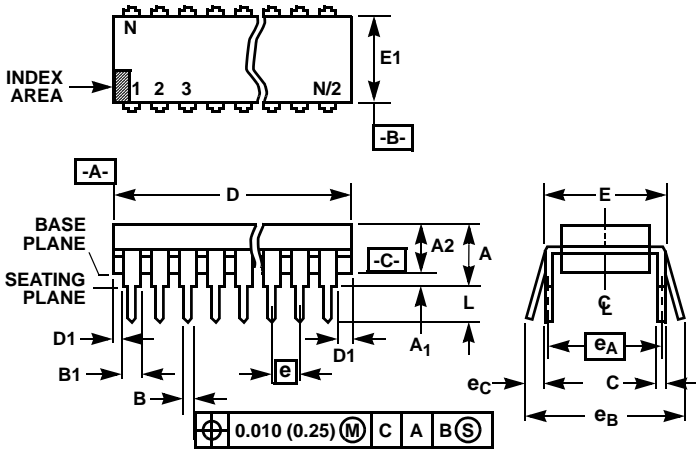 N
E1
INDEX
AREA
1 2 3 N/2
-B-
-A-
D
E
BASE
PLANE
A2
A
-C-
SEATING
PLANE
L
C L
D1
A1
D1
eA
B1
e
eC
C
B
eB
0.010 (0.25) M C A B S